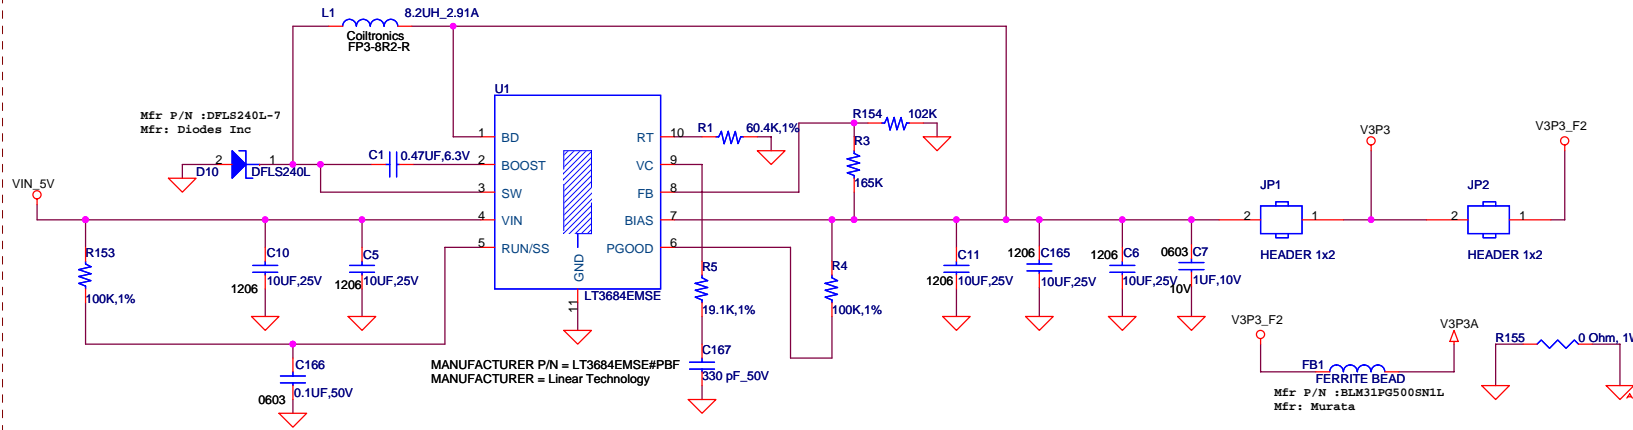 L1
8.2UH_2.91A
Coiltronics
FP3-8R2-R
U1
Mfr P/N :DFLS240L-7
Mfr: Diodes Inc
2
1
D10
DFLS240L
C1
0.47UF,6.3V
1
BD
2
BOOST
3
SW
4
VIN
5
RUN/SS
RT
10
VC
9
FB
8
BIAS
7
PGOOD
6
GND
11
LT3684EMSE
R1
60.4K,1%
R154
102K
R3
165K
VIN_5V
R153
100K,1%
C10
10UF,25V
1206
C5
10UF,25V
1206
C166
0.1UF,50V
0603
MANUFACTURER P/N = LT3684EMSE#PBF
MANUFACTURER = Linear Technology
R5
19.1K,1%
C167
330 pF_50V
R4
100K,1%
C11
1206
10UF,25V
1206
C165
10UF,25V
1206
C6
10UF,25V
0603
C7
1UF,10V
10V
JP1
2
1
HEADER 1x2
V3P3
JP2
2
1
HEADER 1x2
V3P3_F2
V3P3_F2
V3P3A
FB1
FERRITE BEAD
Mfr P/N :BLM31PG500SN1L
Mfr: Murata
R155
0 Ohm,